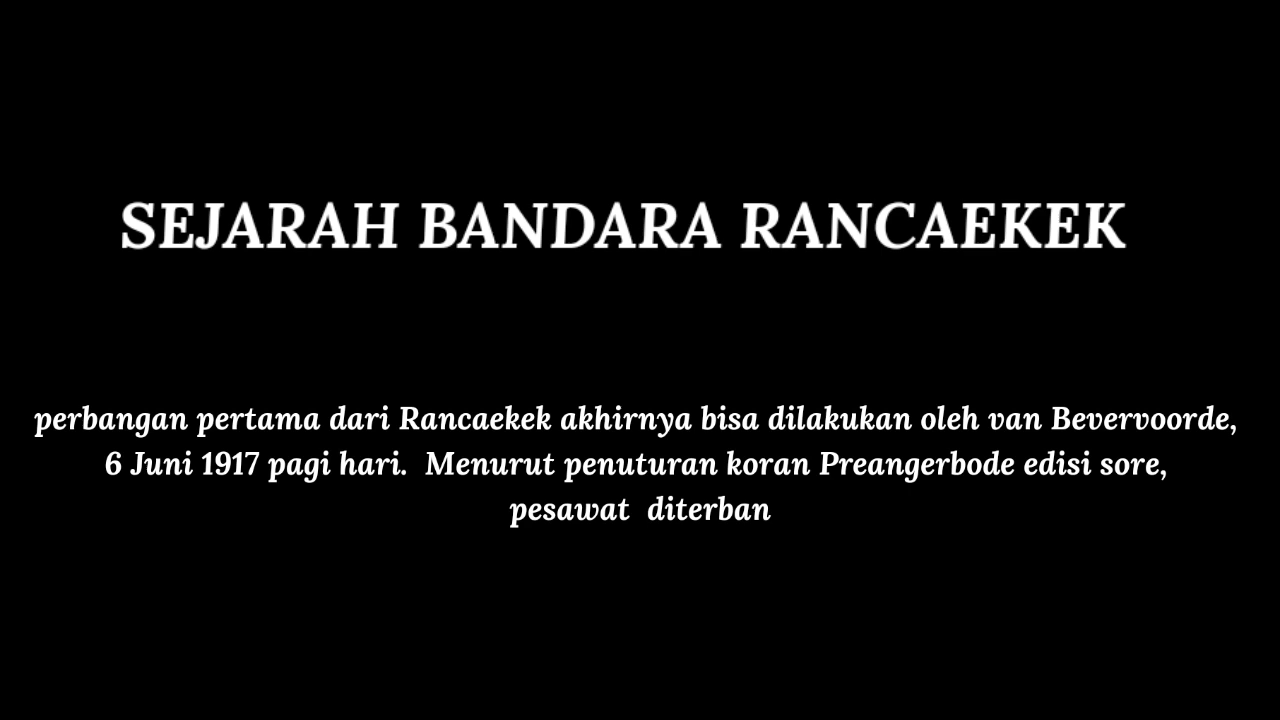 SEJARAH BANDARA RANCAEKEK
perbangan pertama dari Rancaekek akhirnya bisa dilakukan oleh van Bevervoorde,
6 Juni 1917 pagi hari.  Menurut penuturan koran Preangerbode edisi sore,
pesawat  diterban